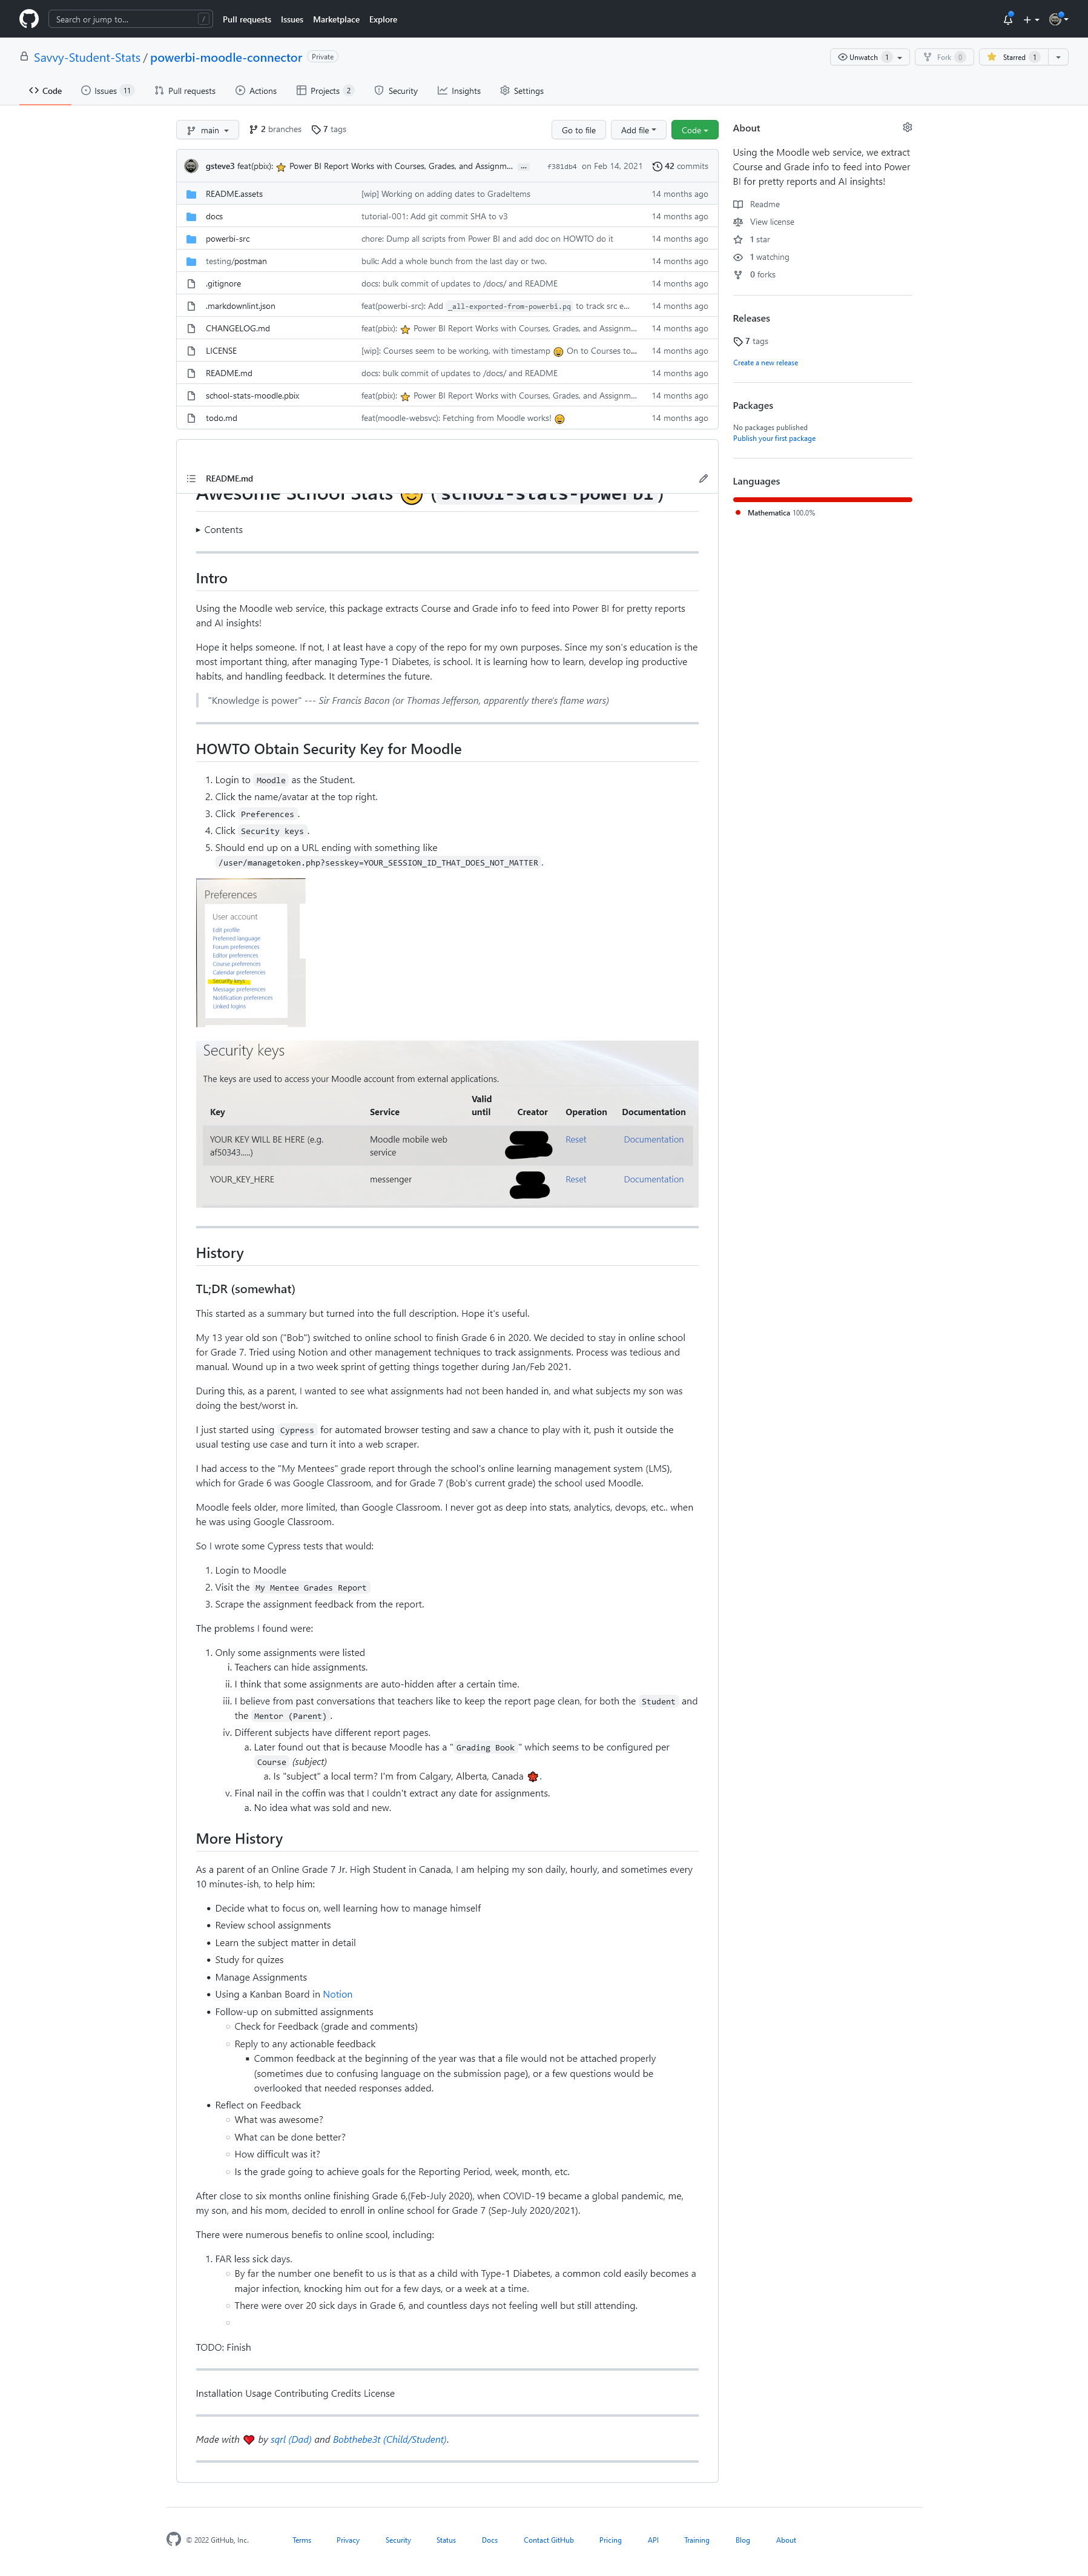 Search or jump to... / Pull requests Issues Marketplace Explore
Savvy-Student-Stats / powerbi-moodle-connector Private Unwatch 1 Fork 0 Starred 1
Code Issues 11 Pull requests Actions Projects 2 Security Insights Settings
main 2 branches 7 tags Go to file Add file Code
gsteve3 feat(pbix): ⭐ Power BI Report Works with Courses, Grades, and Assignm... ... f381db4 on Feb 14, 2021 42 commits
README.assets [wip] Working on adding dates to GradeItems 14 months ago
docs tutorial-001: Add git commit SHA to v3 14 months ago
powerbi-src chore: Dump all scripts from Power BI and add doc on HOWTO do it 14 months ago
testing/postman bulk: Add a whole bunch from the last day or two. 14 months ago
.gitignore docs: bulk commit of updates to /docs/ and README 14 months ago
.markdownlint.json feat(powerbi-src): Add _all-exported-from-powerbi.pq to track src e... 14 months ago
CHANGELOG.md feat(pbix): ⭐ Power BI Report Works with Courses, Grades, and Assignm... 14 months ago
LICENSE [wip]: Courses seem to be working, with timestamp 😄 On to Courses to... 14 months ago
README.md docs: bulk commit of updates to /docs/ and README 14 months ago
school-stats-moodle.pbix feat(pbix): ⭐ Power BI Report Works with Courses, Grades, and Assignm... 14 months ago
todo.md feat(moodle-websvc): Fetching from Moodle works! 😄 14 months ago
About
Using the Moodle web service, we extract
Course and Grade info to feed into Power
BI for pretty reports and AI insights!
Readme
View license
1 star
1 watching
0 forks
Releases
7 tags
Create a new release
Packages
No packages published
Publish your first package
Languages
Mathematica 100.0%
README.md
Awesome School Stats 😄 (school-stats-powerbi)
Contents
Intro
Using the Moodle web service, this package extracts Course and Grade info to feed into Power BI for pretty reports
and AI insights!
Hope it helps someone. If not, I at least have a copy of the repo for my own purposes. Since my son's education is the
most important thing, after managing Type-1 Diabetes, is school. It is learning how to learn, develop ing productive
habits, and handling feedback. It determines the future.
"Knowledge is power" --- Sir Francis Bacon (or Thomas Jefferson, apparently there's flame wars)
HOWTO Obtain Security Key for Moodle
1. Login to Moodle as the Student.
2. Click the name/avatar at the top right.
3. Click Preferences.
4. Click Security keys.
5. Should end up on a URL ending with something like
/user/managetoken.php?sesskey=YOUR_SESSION_ID_THAT_DOES_NOT_MATTER.
Preferences
User account
Edit profile
Preferred language
Forum preferences
Editor preferences
Course preferences
Calendar preferences
Security keys
Message preferences
Notification preferences
Linked logins
Security keys
The keys are used to access your Moodle account from external applications.
Valid
Key Service until Creator Operation Documentation
YOUR KEY WILL BE HERE (e.g. Moodle mobile web Reset Documentation
af50343.....) service
YOUR_KEY_HERE messenger Reset Documentation
History
TL;DR (somewhat)
This started as a summary but turned into the full description. Hope it's useful.
My 13 year old son ("Bob") switched to online school to finish Grade 6 in 2020. We decided to stay in online school
for Grade 7. Tried using Notion and other management techniques to track assignments. Process was tedious and
manual. Wound up in a two week sprint of getting things together during Jan/Feb 2021.
During this, as a parent, I wanted to see what assignments had not been handed in, and what subjects my son was
doing the best/worst in.
I just started using Cypress for automated browser testing and saw a chance to play with it, push it outside the
usual testing use case and turn it into a web scraper.
I had access to the "My Mentees" grade report through the school's online learning management system (LMS),
which for Grade 6 was Google Classroom, and for Grade 7 (Bob's current grade) the school used Moodle.
Moodle feels older, more limited, than Google Classroom. I never got as deep into stats, analytics, devops, etc.. when
he was using Google Classroom.
So I wrote some Cypress tests that would:
1. Login to Moodle
2. Visit the My Mentee Grades Report
3. Scrape the assignment feedback from the report.
The problems I found were:
1. Only some assignments were listed
i. Teachers can hide assignments.
ii. I think that some assignments are auto-hidden after a certain time.
iii. I believe from past conversations that teachers like to keep the report page clean, for both the Student and
the Mentor (Parent).
iv. Different subjects have different report pages.
a. Later found out that is because Moodle has a "Grading Book" which seems to be configured per
Course (subject)
a. Is "subject" a local term? I'm from Calgary, Alberta, Canada 🍁.
v. Final nail in the coffin was that I couldn't extract any date for assignments.
a. No idea what was sold and new.
More History
As a parent of an Online Grade 7 Jr. High Student in Canada, I am helping my son daily, hourly, and sometimes every
10 minutes-ish, to help him:
• Decide what to focus on, well learning how to manage himself
• Review school assignments
• Learn the subject matter in detail
• Study for quizes
• Manage Assignments
• Using a Kanban Board in Notion
• Follow-up on submitted assignments
○ Check for Feedback (grade and comments)
○ Reply to any actionable feedback
▪ Common feedback at the beginning of the year was that a file would not be attached properly
(sometimes due to confusing language on the submission page), or a few questions would be
overlooked that needed responses added.
• Reflect on Feedback
○ What was awesome?
○ What can be done better?
○ How difficult was it?
○ Is the grade going to achieve goals for the Reporting Period, week, month, etc.
After close to six months online finishing Grade 6,(Feb-July 2020), when COVID-19 became a global pandemic, me,
my son, and his mom, decided to enroll in online school for Grade 7 (Sep-July 2020/2021).
There were numerous benefis to online scool, including:
1. FAR less sick days.
○ By far the number one benefit to us is that as a child with Type-1 Diabetes, a common cold easily becomes a
major infection, knocking him out for a few days, or a week at a time.
○ There were over 20 sick days in Grade 6, and countless days not feeling well but still attending.
○
TODO: Finish
Installation Usage Contributing Credits License
Made with ❤️ by sqrl (Dad) and Bobthebe3t (Child/Student).
© 2022 GitHub, Inc. Terms Privacy Security Status Docs Contact GitHub Pricing API Training Blog About